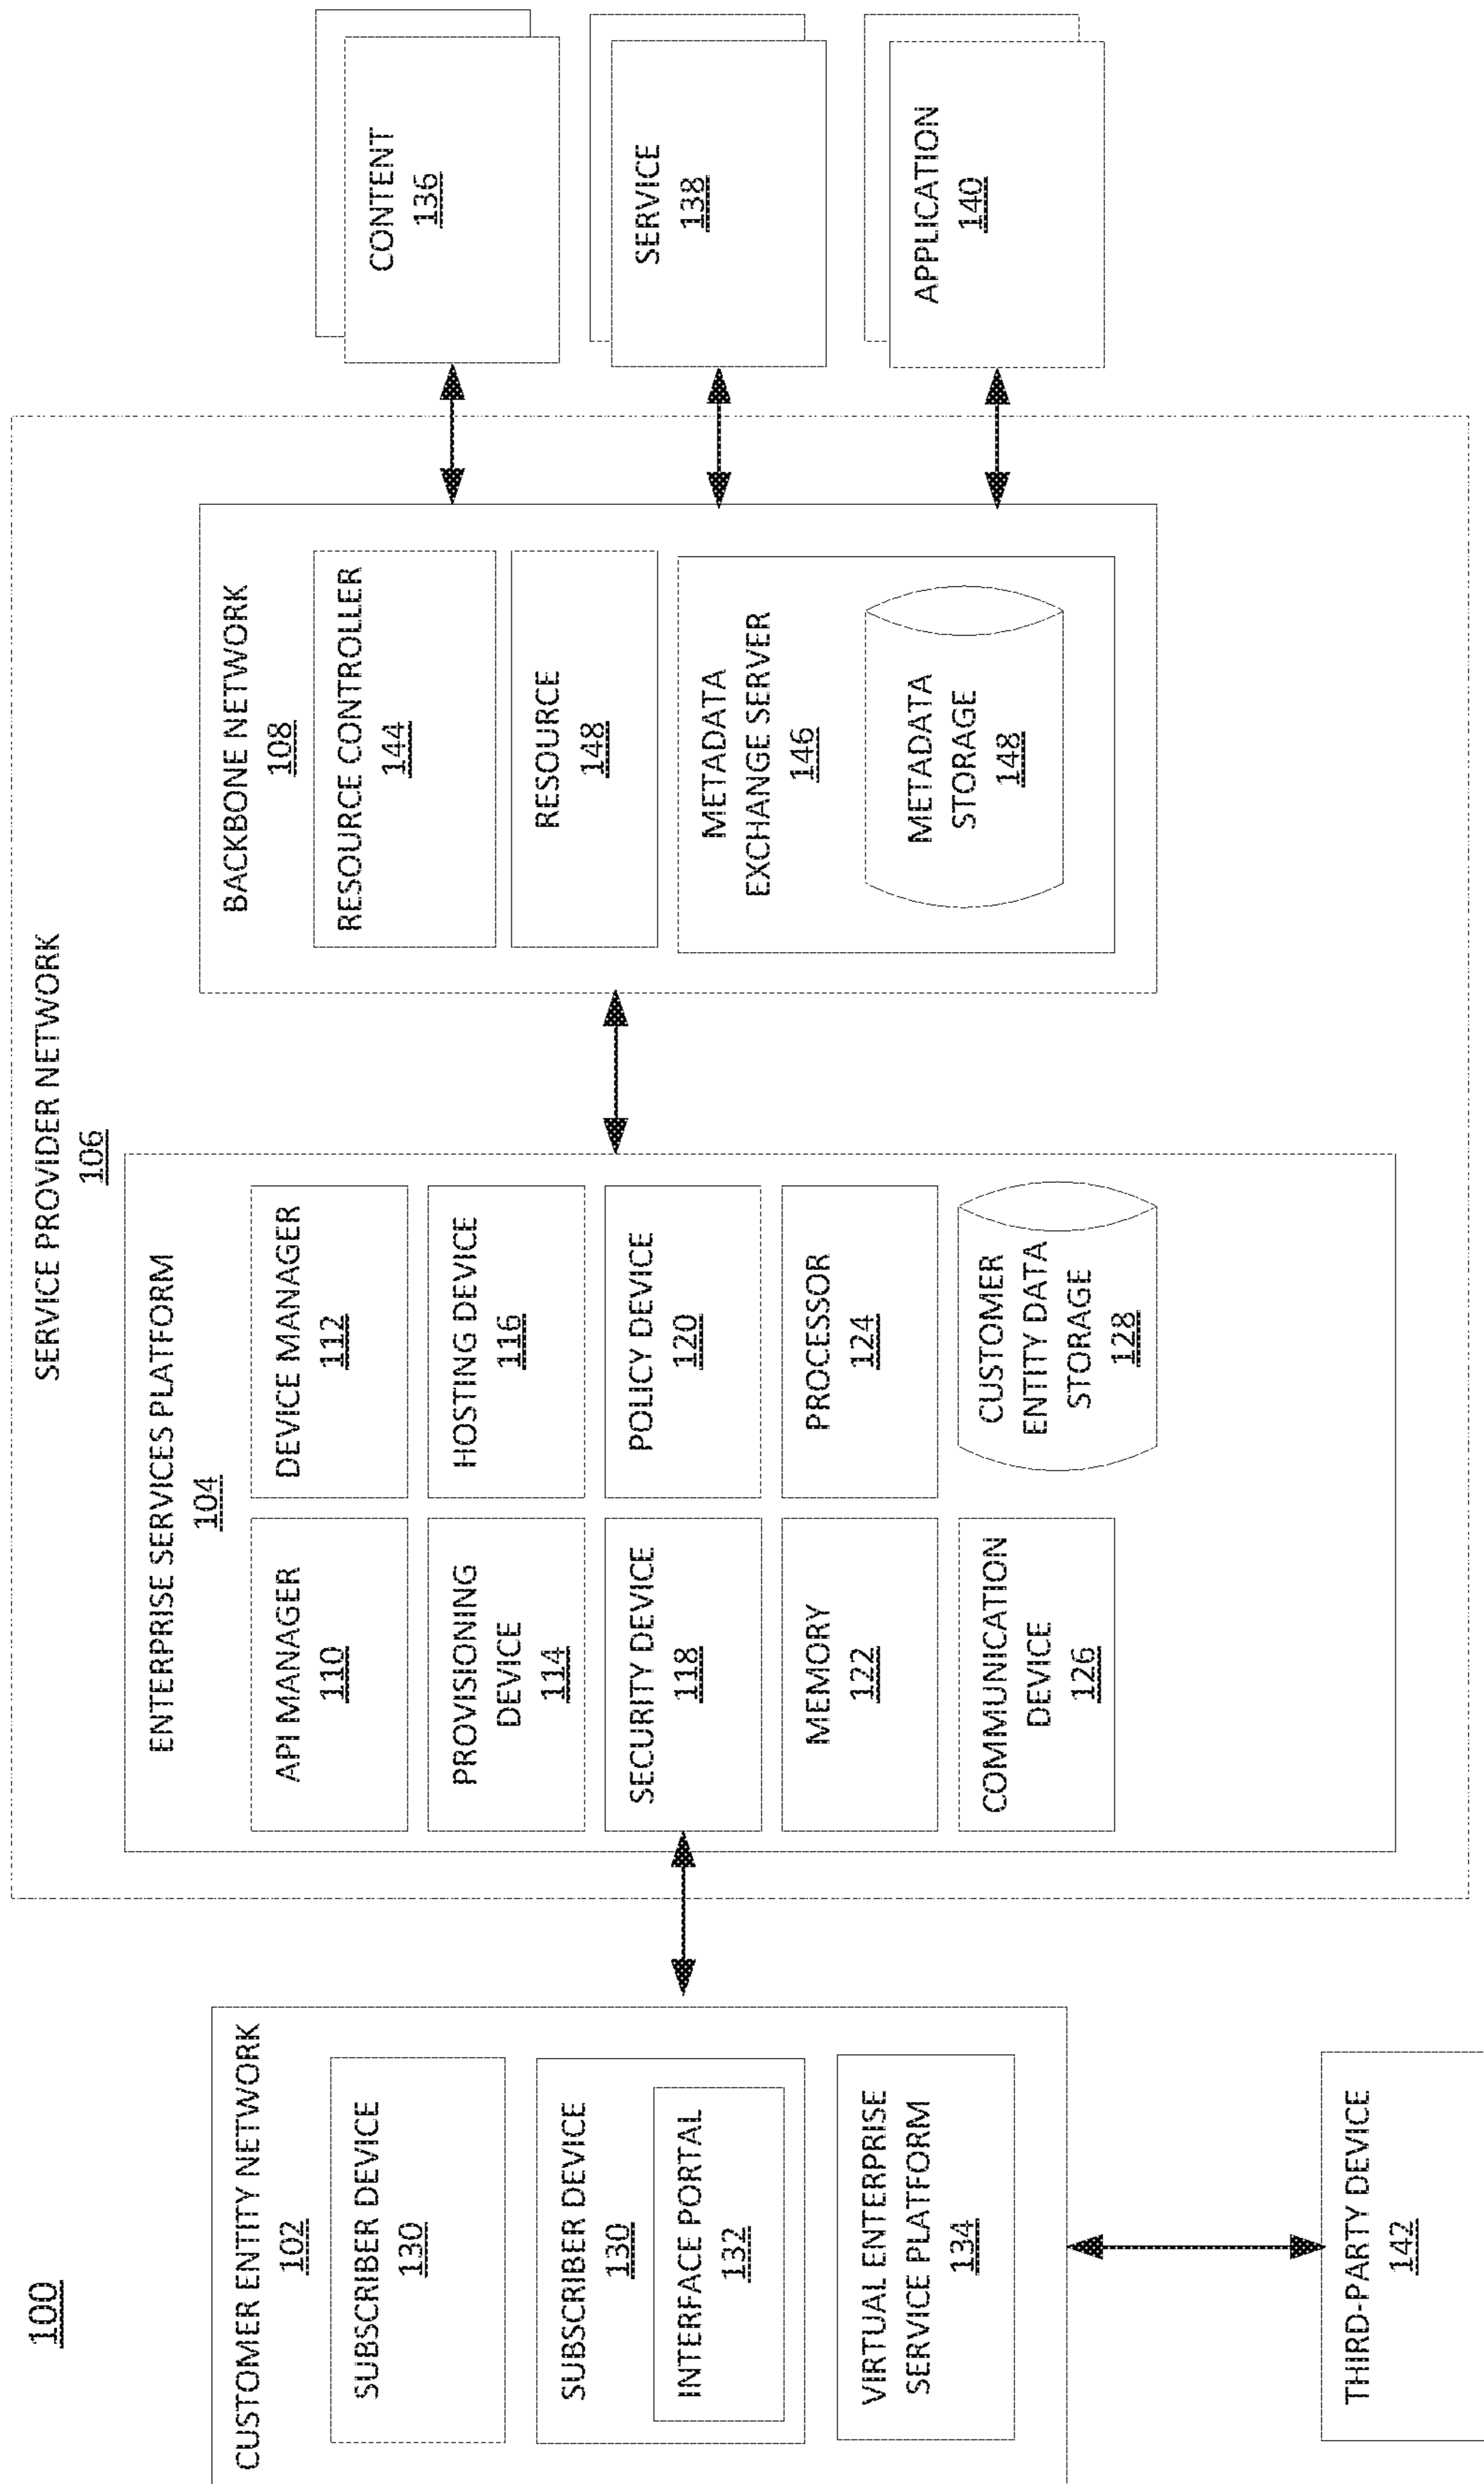 100
CUSTOMER ENTITY NETWORK
102
SUBSCRIBER DEVICE
130
SUBSCRIBER DEVICE
130
INTERFACE PORTAL
132
VIRTUAL ENTERPRISE
SERVICE PLATFORM
134
THIRD-PARTY DEVICE
142
SERVICE PROVIDER NETWORK
106
ENTERPRISE SERVICES PLATFORM
104
API MANAGER
110
DEVICE MANAGER
112
PROVISIONING
DEVICE
114
HOSTING DEVICE
116
SECURITY DEVICE
118
POLICY DEVICE
120
MEMORY
122
PROCESSOR
124
COMMUNICATION
DEVICE
126
CUSTOMER
ENTITY DATA
STORAGE
128
BACKBONE NETWORK
108
RESOURCE CONTROLLER
144
RESOURCE
148
METADATA
EXCHANGE SERVER
146
METADATA
STORAGE
148
CONTENT
136
SERVICE
138
APPLICATION
140